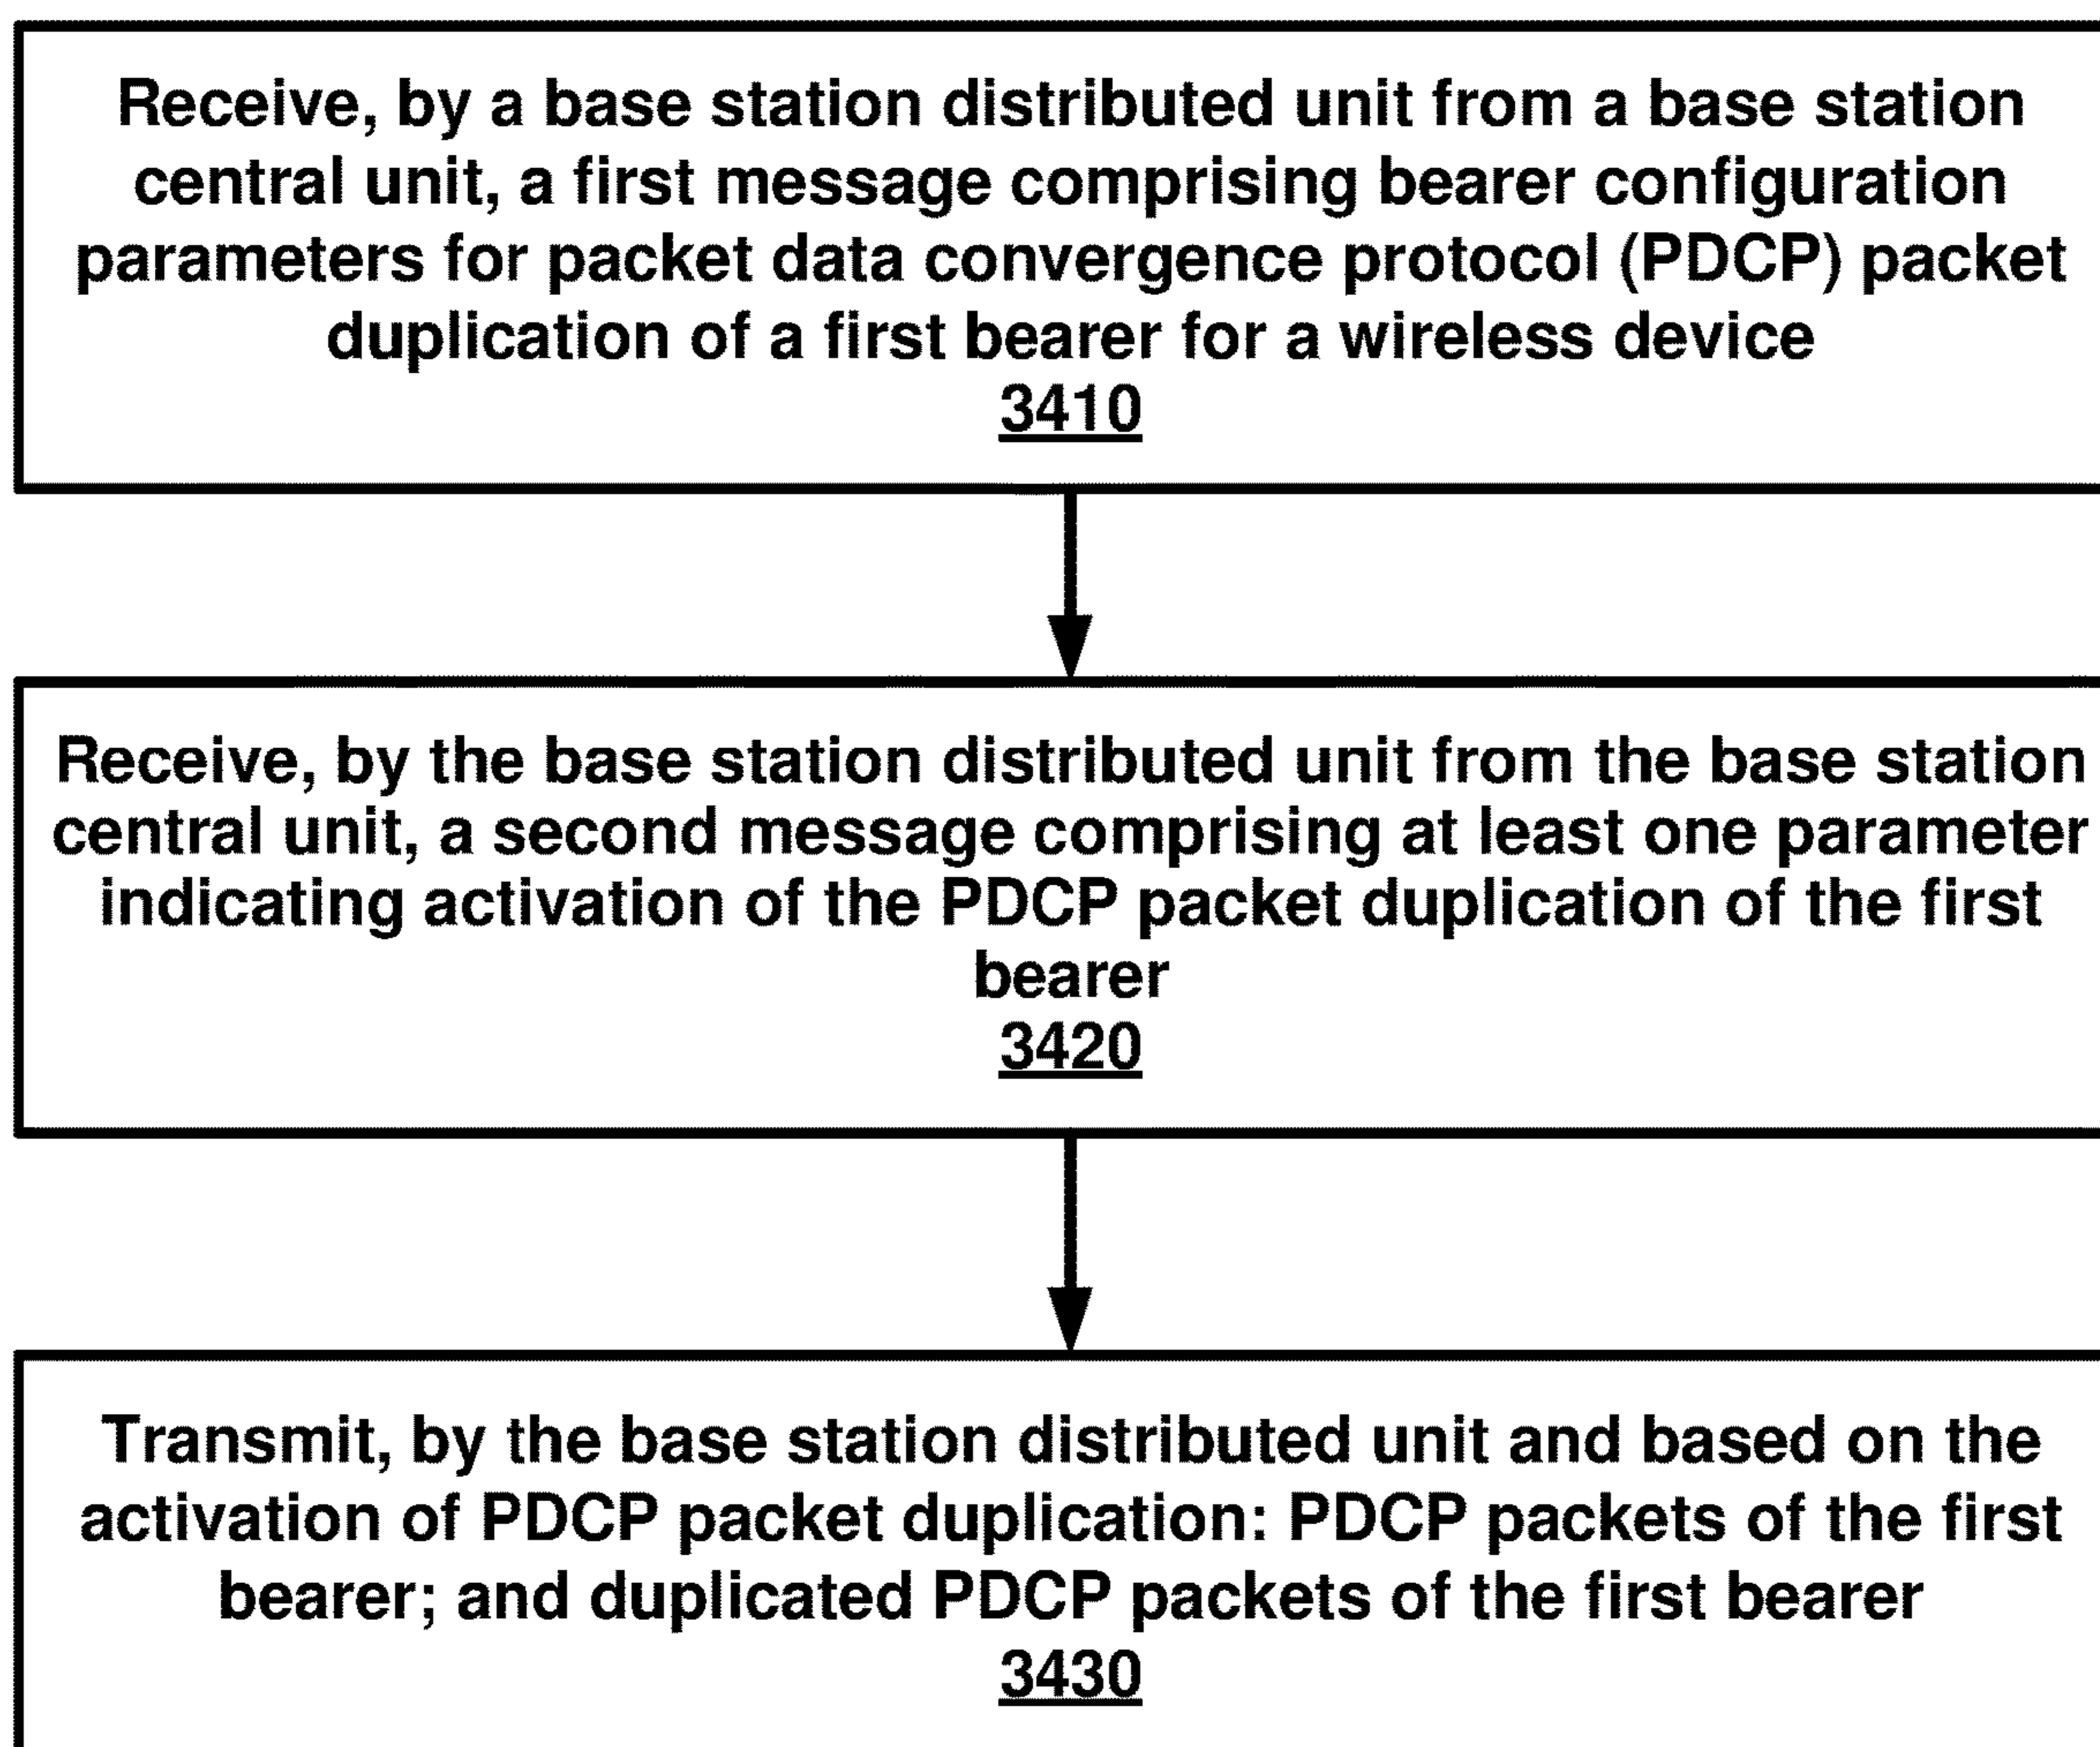 Receive, by a base station distributed unit from a base station
central unit, a first message comprising bearer configuration
parameters for packet data convergence protocol (PDCP) packet
duplication of a first bearer for a wireless device
3410
Receive, by the base station distributed unit from the base station
central unit, a second message comprising at least one parameter
indicating activation of the PDCP packet duplication of the first
bearer
3420
Transmit, by the base station distributed unit and based on the
activation of PDCP packet duplication: PDCP packets of the first
bearer; and duplicated PDCP packets of the first bearer
3430